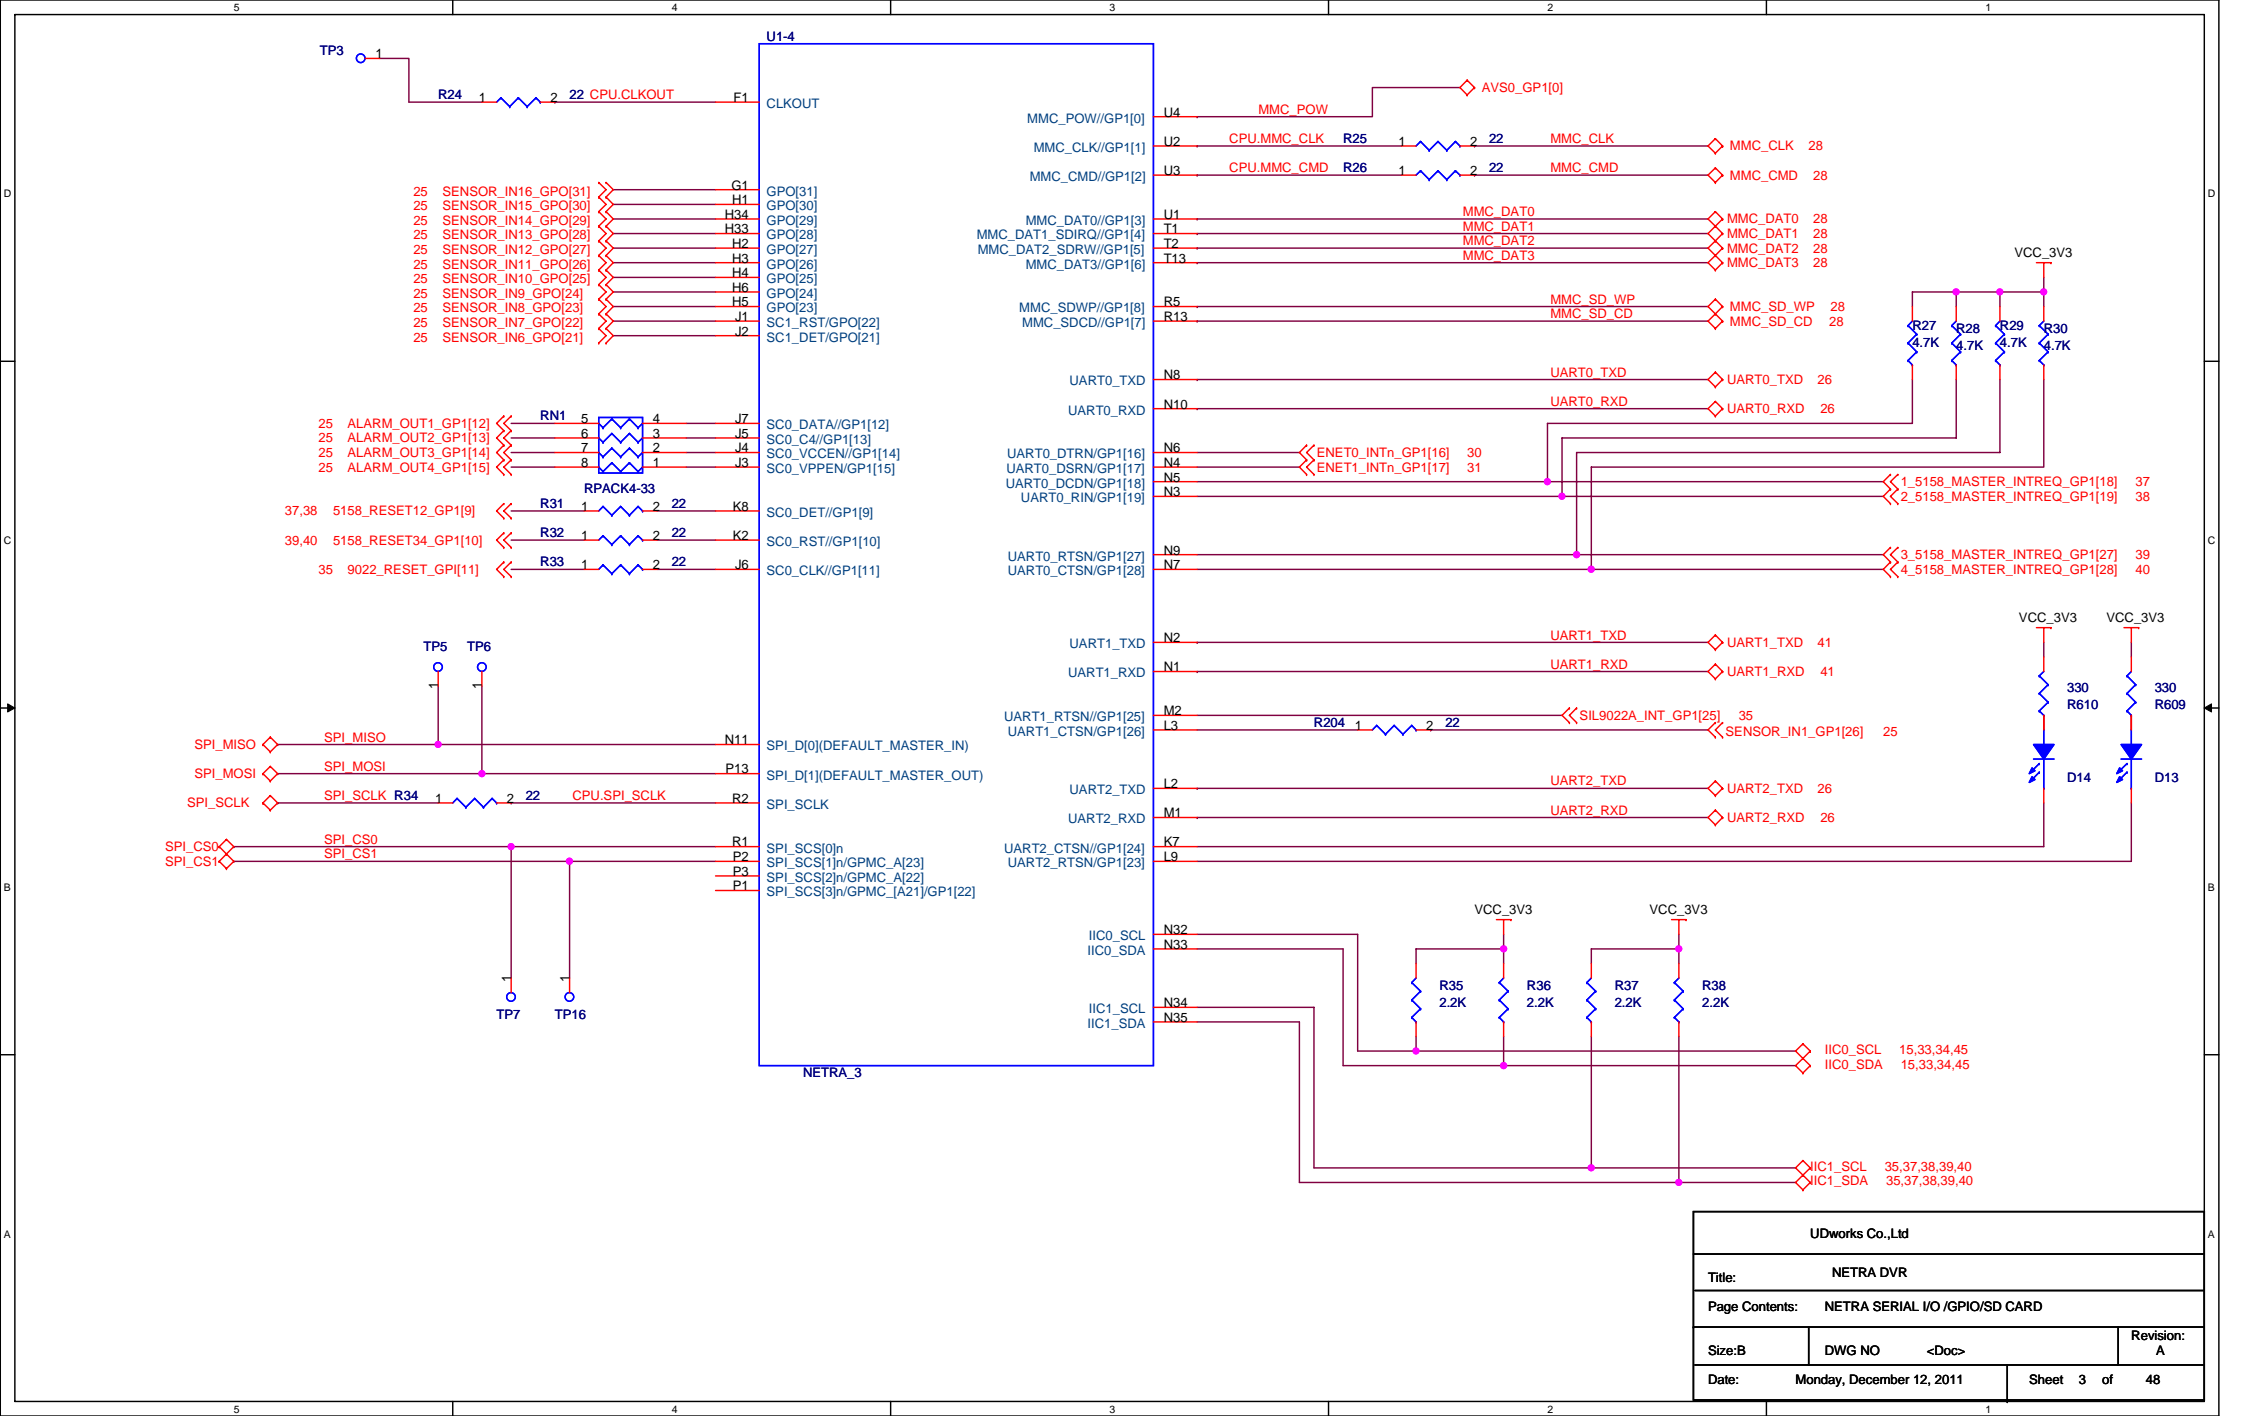 5 4 3 2 1
U1-4
TP3 1
R24 1 2 22 CPU.CLKOUT F1 CLKOUT
AVS0_GP1[0]
MMC_POW//GP1[0] U4 MMC_POW
MMC_CLK//GP1[1] U2 CPU.MMC_CLK R25 1 2 22 MMC_CLK MMC_CLK 28
MMC_CMD//GP1[2] U3 CPU.MMC_CMD R26 1 2 22 MMC_CMD MMC_CMD 28
D D
25 SENSOR_IN16_GPO[31] G1 GPO[31]
25 SENSOR_IN15_GPO[30] H1 GPO[30]
25 SENSOR_IN14_GPO[29] H34 GPO[29]
25 SENSOR_IN13_GPO[28] H33 GPO[28]
25 SENSOR_IN12_GPO[27] H2 GPO[27]
25 SENSOR_IN11_GPO[26] H3 GPO[26]
25 SENSOR_IN10_GPO[25] H4 GPO[25]
25 SENSOR_IN9_GPO[24] H6 GPO[24]
25 SENSOR_IN8_GPO[23] H5 GPO[23]
25 SENSOR_IN7_GPO[22] J1 SC1_RST/GPO[22]
25 SENSOR_IN6_GPO[21] J2 SC1_DET/GPO[21]
MMC_DAT0//GP1[3] U1 MMC_DAT0 MMC_DAT0 28
MMC_DAT1_SDIRQ//GP1[4] T1 MMC_DAT1 MMC_DAT1 28
MMC_DAT2_SDRW//GP1[5] T2 MMC_DAT2 MMC_DAT2 28
MMC_DAT3//GP1[6] T13 MMC_DAT3 MMC_DAT3 28
MMC_SDWP//GP1[8] R5 MMC_SD_WP MMC_SD_WP 28
MMC_SDCD//GP1[7] R13 MMC_SD_CD MMC_SD_CD 28
VCC_3V3
R27 R28 R29 R30
4.7K 4.7K 4.7K 4.7K
UART0_TXD N8 UART0_TXD UART0_TXD 26
UART0_RXD N10 UART0_RXD UART0_RXD 26
RN1
25 ALARM_OUT1_GP1[12] 5 4 J7 SC0_DATA//GP1[12]
25 ALARM_OUT2_GP1[13] 6 3 J5 SC0_C4//GP1[13]
25 ALARM_OUT3_GP1[14] 7 2 J4 SC0_VCCEN//GP1[14]
25 ALARM_OUT4_GP1[15] 8 1 J3 SC0_VPPEN/GP1[15]
RPACK4-33
UART0_DTRN/GP1[16] N6 ENET0_INTn_GP1[16] 30
UART0_DSRN/GP1[17] N4 ENET1_INTn_GP1[17] 31
UART0_DCDN/GP1[18] N5 1_5158_MASTER_INTREQ_GP1[18] 37
UART0_RIN/GP1[19] N3 2_5158_MASTER_INTREQ_GP1[19] 38
37,38 5158_RESET12_GP1[9] R31 1 2 22 K8 SC0_DET//GP1[9]
39,40 5158_RESET34_GP1[10] R32 1 2 22 K2 SC0_RST//GP1[10]
35 9022_RESET_GPI[11] R33 1 2 22 J6 SC0_CLK//GP1[11]
C C
UART0_RTSN/GP1[27] N9 3_5158_MASTER_INTREQ_GP1[27] 39
UART0_CTSN/GP1[28] N7 4_5158_MASTER_INTREQ_GP1[28] 40
VCC_3V3 VCC_3V3
UART1_TXD N2 UART1_TXD UART1_TXD 41
UART1_RXD N1 UART1_RXD UART1_RXD 41
330 330
R610 R609
D14 D13
TP5 TP6
1 1
UART1_RTSN//GP1[25] M2 SIL9022A_INT_GP1[25] 35
UART1_CTSN/GP1[26] L3 R204 1 2 22 SENSOR_IN1_GP1[26] 25
SPI_MISO SPI_MISO N11 SPI_D[0](DEFAULT_MASTER_IN)
SPI_MOSI SPI_MOSI P13 SPI_D[1](DEFAULT_MASTER_OUT)
SPI_SCLK SPI_SCLK R34 1 2 22 CPU.SPI_SCLK R2 SPI_SCLK
UART2_TXD L2 UART2_TXD UART2_TXD 26
UART2_RXD M1 UART2_RXD UART2_RXD 26
UART2_CTSN//GP1[24] K7
UART2_RTSN/GP1[23] L9
SPI_CS0 SPI_CS0 R1 SPI_SCS[0]n
SPI_CS1 SPI_CS1 P2 SPI_SCS[1]n/GPMC_A[23]
P3 SPI_SCS[2]n/GPMC_A[22]
P1 SPI_SCS[3]n/GPMC_[A21]/GP1[22]
B B
1 1
TP7 TP16
VCC_3V3 VCC_3V3
IIC0_SCL N32
IIC0_SDA N33
R35 R36 R37 R38
2.2K 2.2K 2.2K 2.2K
IIC1_SCL N34
IIC1_SDA N35
IIC0_SCL 15,33,34,45
IIC0_SDA 15,33,34,45
NETRA_3
IIC1_SCL 35,37,38,39,40
IIC1_SDA 35,37,38,39,40
A A
UDworks Co.,Ltd
Title: NETRA DVR
Page Contents: NETRA SERIAL I/O /GPIO/SD CARD
Size:B DWG NO <Doc> Revision: A
Date: Monday, December 12, 2011 Sheet 3 of 48
5 4 3 2 1